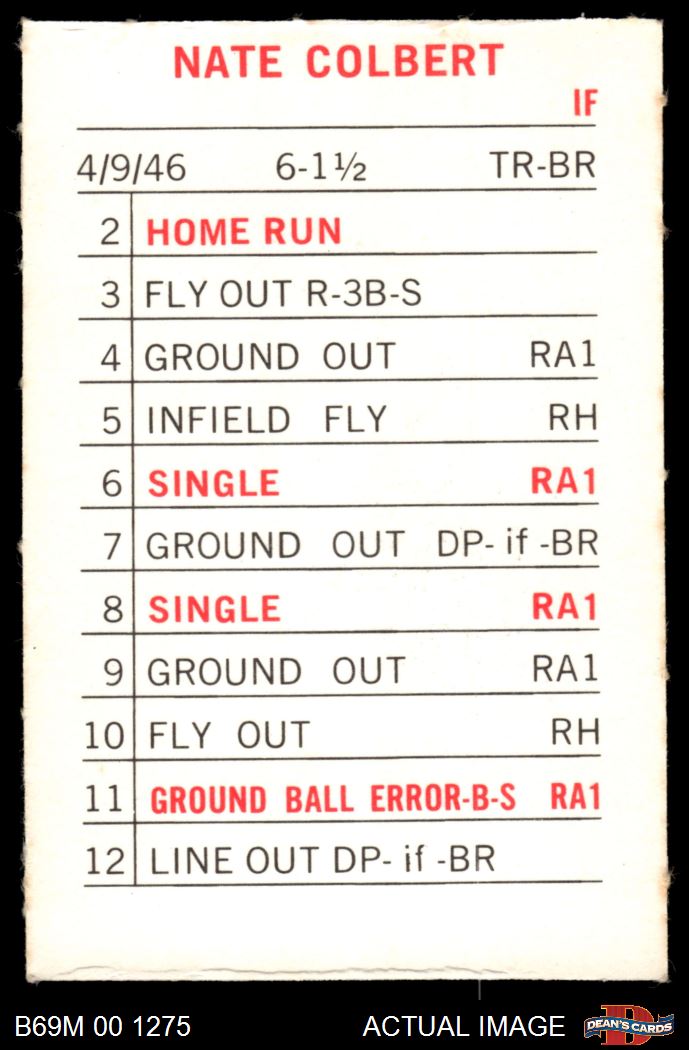 NATE COLBERT
IF
4/9/46 6-1½ TR-BR
2 HOME RUN
3 FLY OUT R-3B-S
4 GROUND OUT RA1
5 INFIELD FLY RH
6 SINGLE RA1
7 GROUND OUT DP- if -BR
8 SINGLE RA1
9 GROUND OUT RA1
10 FLY OUT RH
11 GROUND BALL ERROR-B-S RA1
12 LINE OUT DP- if -BR
B69M 00 1275 ACTUAL IMAGE D DEAN'S CARDS